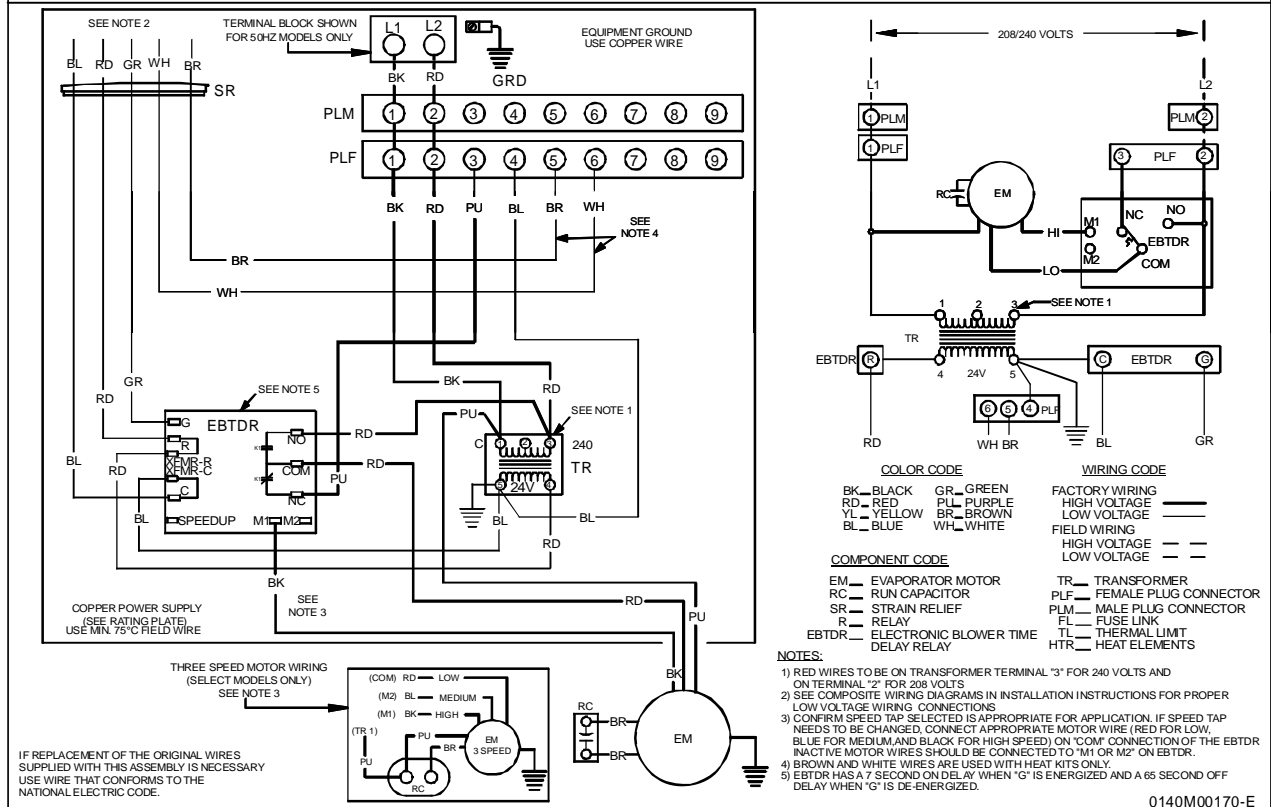 SEE NOTE 2
TERMINAL BLOCK SHOWN
FOR 50HZ MODELS ONLY
L1 L2
EQUIPMENT GROUND
USE COPPER WIRE
BL RD GR WH BR
SR
BK RD
GRD
PLM 1 2 3 4 5 6 7 8 9
PLF 1 2 3 4 5 6 7 8 9
BK RD PU BL BR WH
SEE
NOTE 4
BR
WH
GR
RD
BK
RD
SEE NOTE 5
PU
SEE NOTE 1
EBTDR
G
NO
RD
C 1 2 3 240
R
TR
XFMR-R
XFMR-C
K1
COM
RD
BL
RD
PU
K1
NC
5 24V 4
C
BL
BL
BL
SPEEDUP
M1 M2
RD
BK
SEE
NOTE 3
RD
PU
COPPER POWER SUPPLY
(SEE RATING PLATE)
USE MIN. 75°C FIELD WIRE
BK
THREE SPEED MOTOR WIRING
(SELECT MODELS ONLY)
SEE NOTE 3
(COM) RD LOW
(M2) BL MEDIUM
(M1) BK HIGH
(TR 1)
PU
PU
BR
EM
3 SPEED
RC
RC
BR
BR
EM
IF REPLACEMENT OF THE ORIGINAL WIRES
SUPPLIED WITH THIS ASSEMBLY IS NECESSARY
USE WIRE THAT CONFORMS TO THE
NATIONAL ELECTRIC CODE.
208/240 VOLTS
L1
L2
1 PLM
PLM 2
1 PLF
3 PLF 2
RC
EM
NC
NO
M1
HI
EBTDR
M2
COM
LO
1 2 3
SEE NOTE 1
TR
EBTDR R
4 24V 5
C EBTDR G
6 5 4 PLF
RD
WH BR
BL
GR
COLOR CODE
BK BLACK GR GREEN
RD RED PU PURPLE
YL YELLOW BR BROWN
BL BLUE WH WHITE
WIRING CODE
FACTORY WIRING
HIGH VOLTAGE
LOW VOLTAGE
FIELD WIRING
HIGH VOLTAGE
LOW VOLTAGE
COMPONENT CODE
EM EVAPORATOR MOTOR
RC RUN CAPACITOR
SR STRAIN RELIEF
R RELAY
EBTDR ELECTRONIC BLOWER TIME
DELAY RELAY
TR TRANSFORMER
PLF FEMALE PLUG CONNECTOR
PLM MALE PLUG CONNECTOR
FL FUSE LINK
TL THERMAL LIMIT
HTR HEAT ELEMENTS
NOTES:
1) RED WIRES TO BE ON TRANSFORMER TERMINAL "3" FOR 240 VOLTS AND
ON TERMINAL "2" FOR 208 VOLTS
2) SEE COMPOSITE WIRING DIAGRAMS IN INSTALLATION INSTRUCTIONS FOR PROPER
LOW VOLTAGE WIRING CONNECTIONS
3) CONFIRM SPEED TAP SELECTED IS APPROPRIATE FOR APPLICATION. IF SPEED TAP
NEEDS TO BE CHANGED, CONNECT APPROPRIATE MOTOR WIRE (RED FOR LOW,
BLUE FOR MEDIUM,AND BLACK FOR HIGH SPEED) ON "COM" CONNECTION OF THE EBTDR
INACTIVE MOTOR WIRES SHOULD BE CONNECTED TO "M1 OR M2" ON EBTDR.
4) BROWN AND WHITE WIRES ARE USED WITH HEAT KITS ONLY.
5) EBTDR HAS A 7 SECOND ON DELAY WHEN "G" IS ENERGIZED AND A 65 SECOND OFF
DELAY WHEN "G" IS DE-ENERGIZED.
0140M00170-E